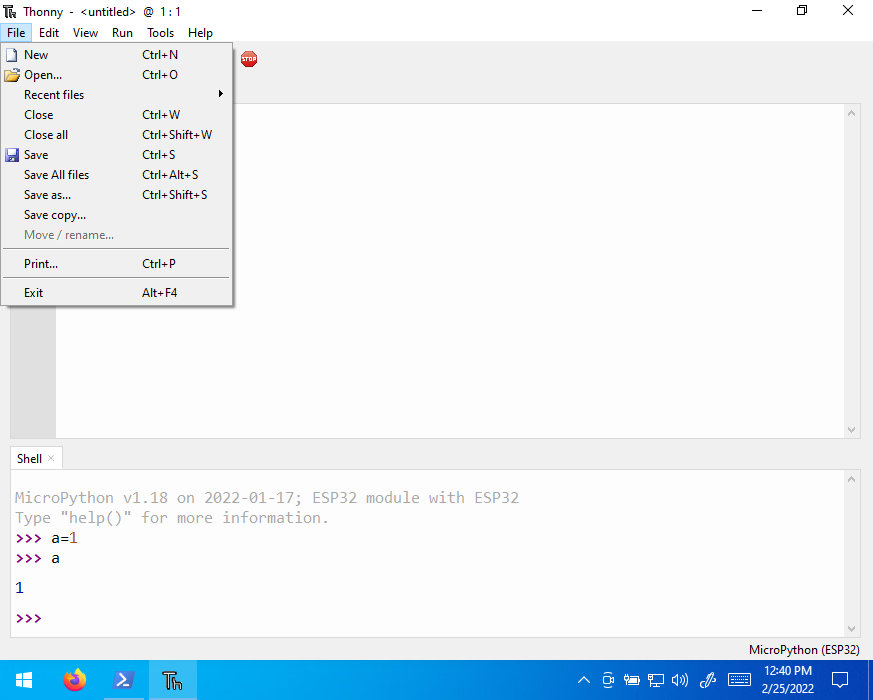 Thonny - <untitled> @ 1 : 1
File Edit View Run Tools Help
New Ctrl+N
STOP
Open... Ctrl+O
Recent files
Close Ctrl+W
Close all Ctrl+Shift+W
Save Ctrl+S
Save All files Ctrl+Alt+S
Save as... Ctrl+Shift+S
Save copy...
Move / rename...
Print... Ctrl+P
Exit Alt+F4
Shell
MicroPython v1.18 on 2022-01-17; ESP32 module with ESP32
Type "help()" for more information.
>>> a=1
>>> a
1
>>>
MicroPython (ESP32)
12:40 PM
2/25/2022